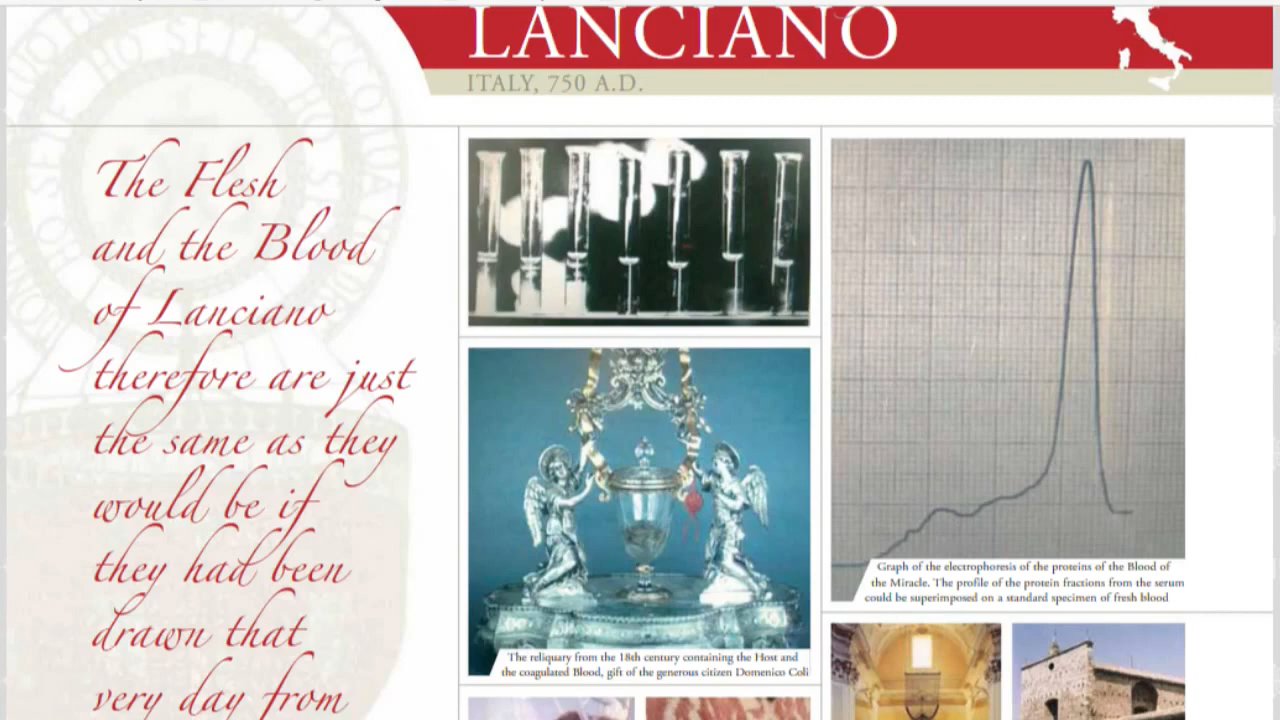 LANCIANO
ITALY, 750 A.D.
The Flesh
and the Blood
of Lanciano
therefore are just
the same as they
would be if
they had been
drawn that
very day from
The reliquary from the 18th century containing the Host and
the coagulated Blood, gift of the generous citizen Domenico Coli
Graph of the electrophoresis of the proteins of the Blood of
the Miracle. The profile of the protein fractions from the serum
could be superimposed on a standard specimen of fresh blood